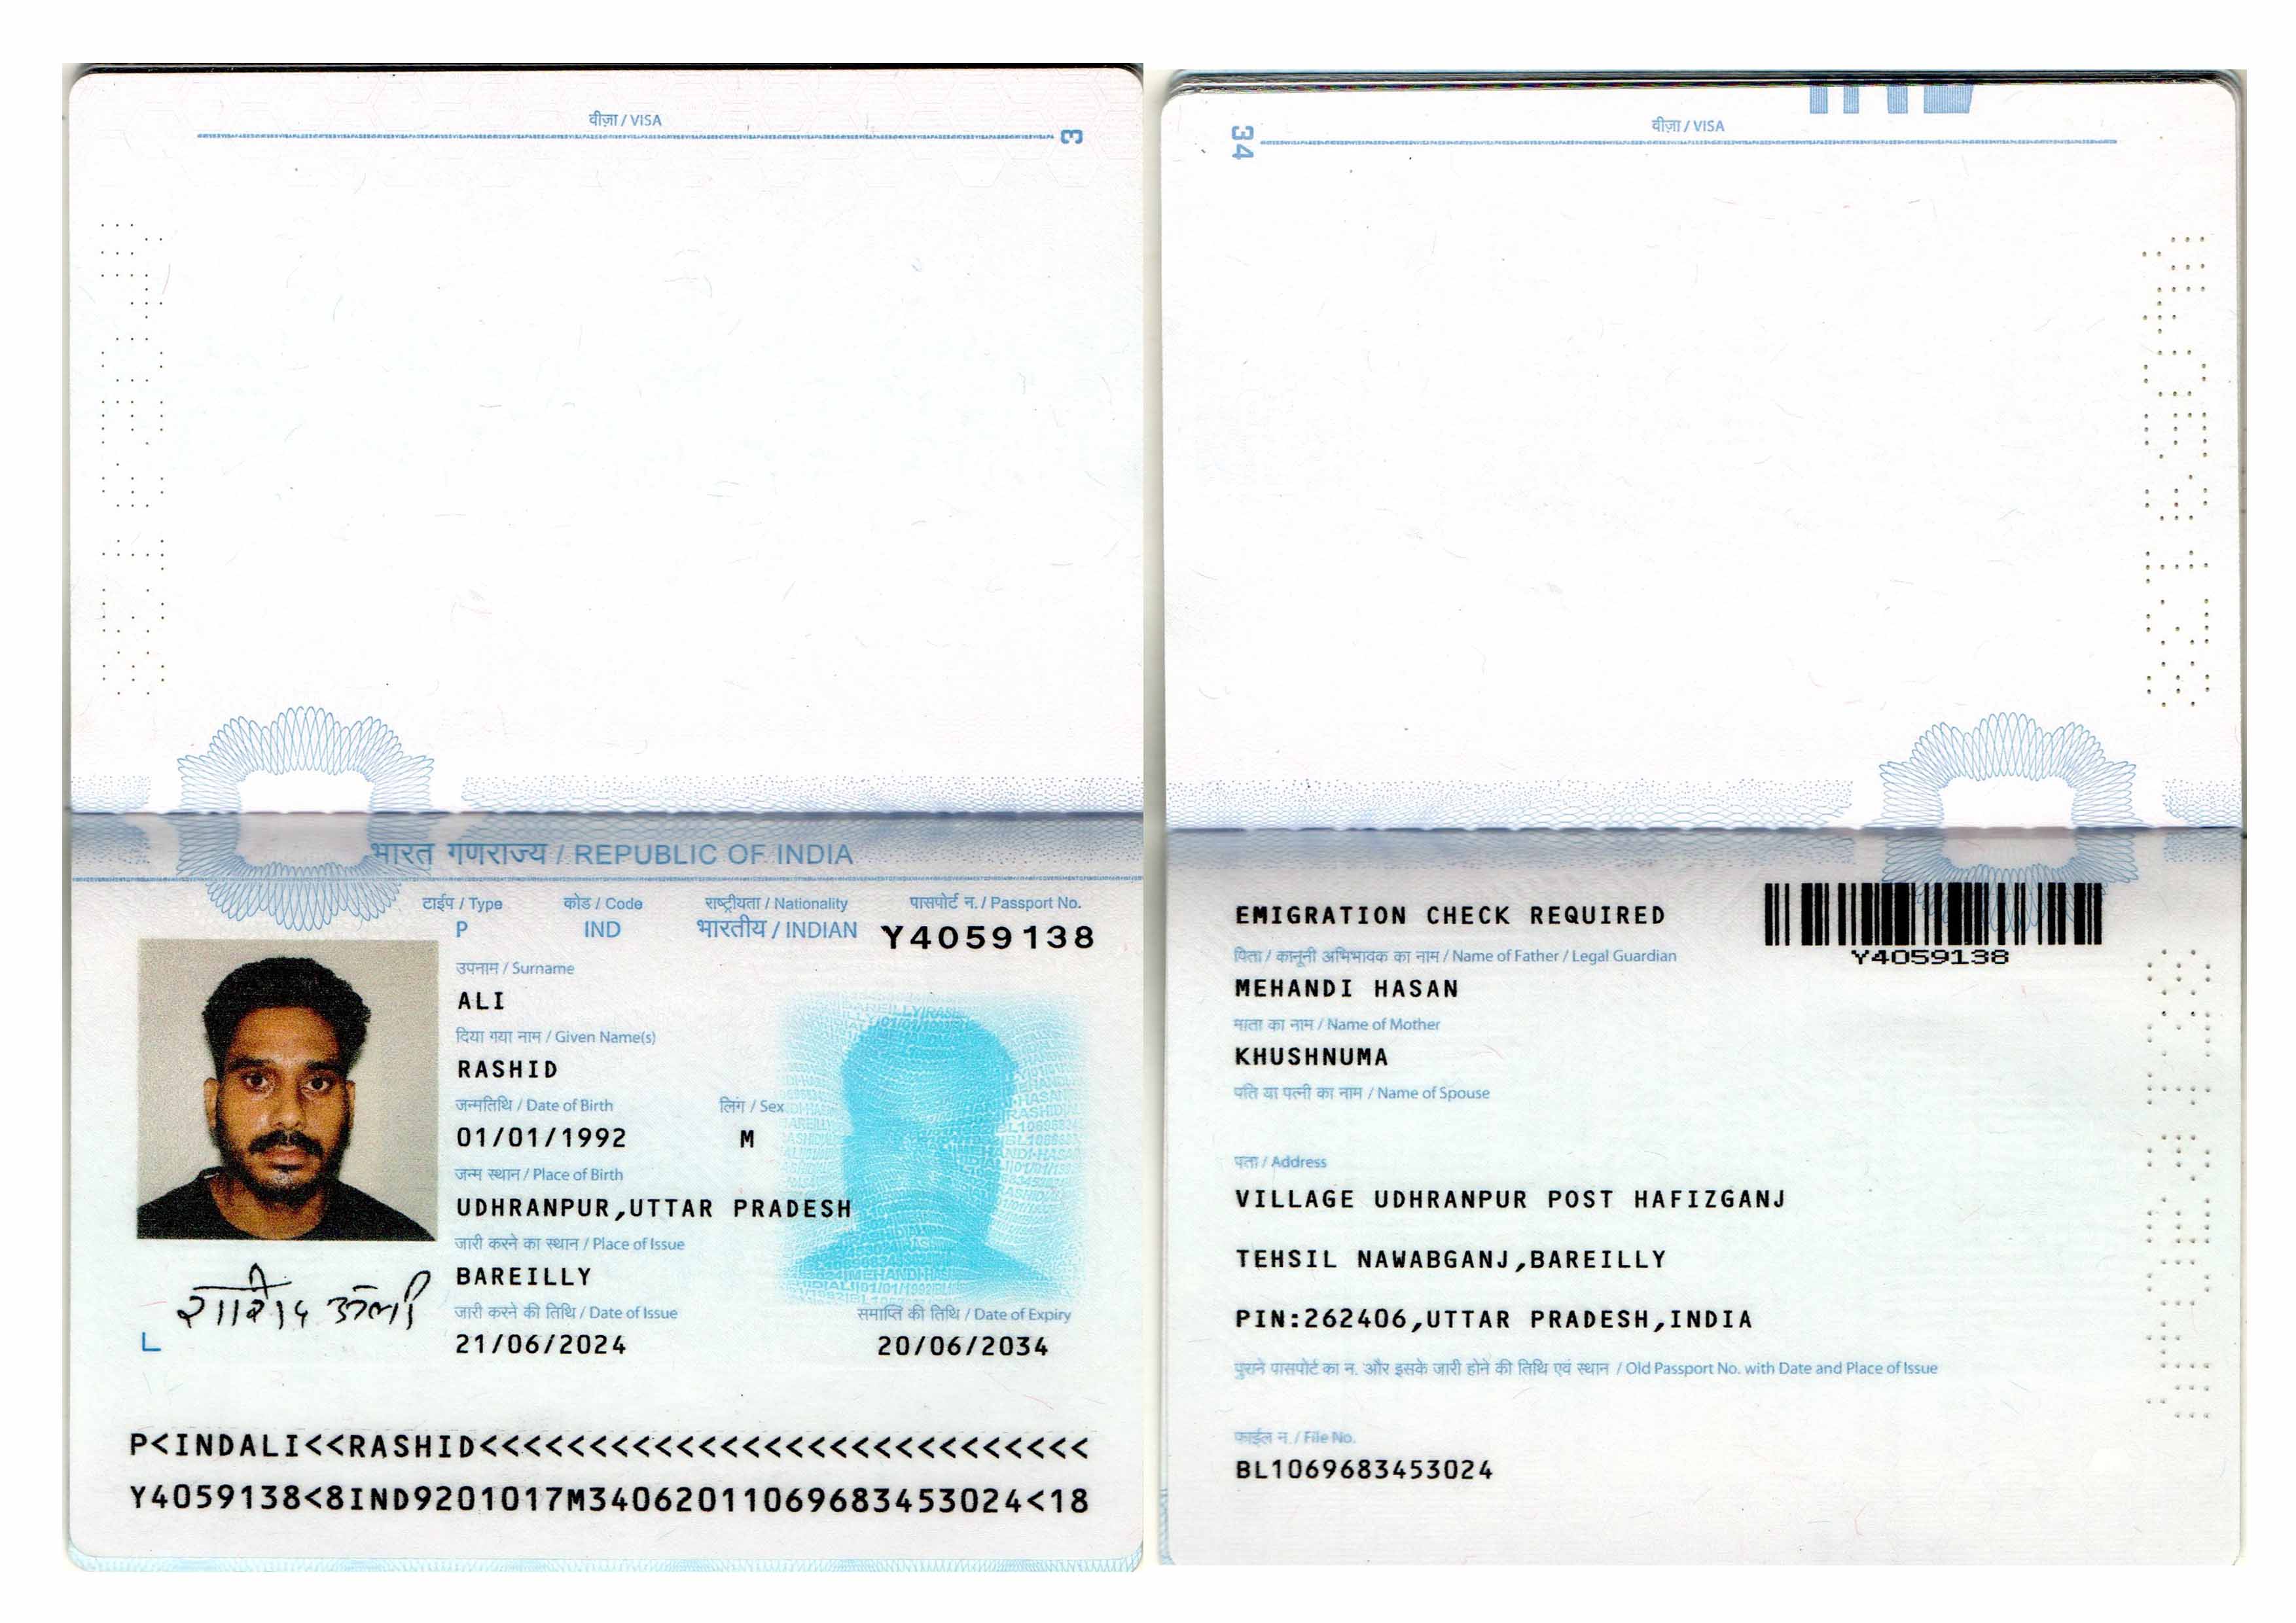 वीज़ा / VISA
3
भारत गणराज्य / REPUBLIC OF INDIA
टाईप / Type कोड / Code राष्ट्रीयता / Nationality पासपोर्ट न. / Passport No.
P IND भारतीय / INDIAN Y4059138
उपनाम / Surname
ALI
दिया गया नाम / Given Name(s)
RASHID
जन्मतिथि / Date of Birth लिंग / Sex
01/01/1992 M
जन्म स्थान / Place of Birth
UDHRANPUR,UTTAR PRADESH
जारी करने का स्थान / Place of Issue
BAREILLY
राशिद अली
जारी करने की तिथि / Date of Issue समाप्ति की तिथि / Date of Expiry
L
21/06/2024 20/06/2034
P<INDALI<<RASHID<<<<<<<<<<<<<<<<<<<<<<<<<<<<
Y4059138<8IND9201017M34062011069683453024<18
34
वीज़ा / VISA
EMIGRATION CHECK REQUIRED
Y4059138
पिता / कानूनी अभिभावक का नाम / Name of Father / Legal Guardian
MEHANDI HASAN
माता का नाम / Name of Mother
KHUSHNUMA
पति या पत्नी का नाम / Name of Spouse
पता / Address
VILLAGE UDHRANPUR POST HAFIZGANJ
TEHSIL NAWABGANJ,BAREILLY
PIN:262406,UTTAR PRADESH,INDIA
पुराने पासपोर्ट का न. और इसके जारी होने की तिथि एवं स्थान / Old Passport No. with Date and Place of Issue
फाईल न. / File No.
BL1069683453024